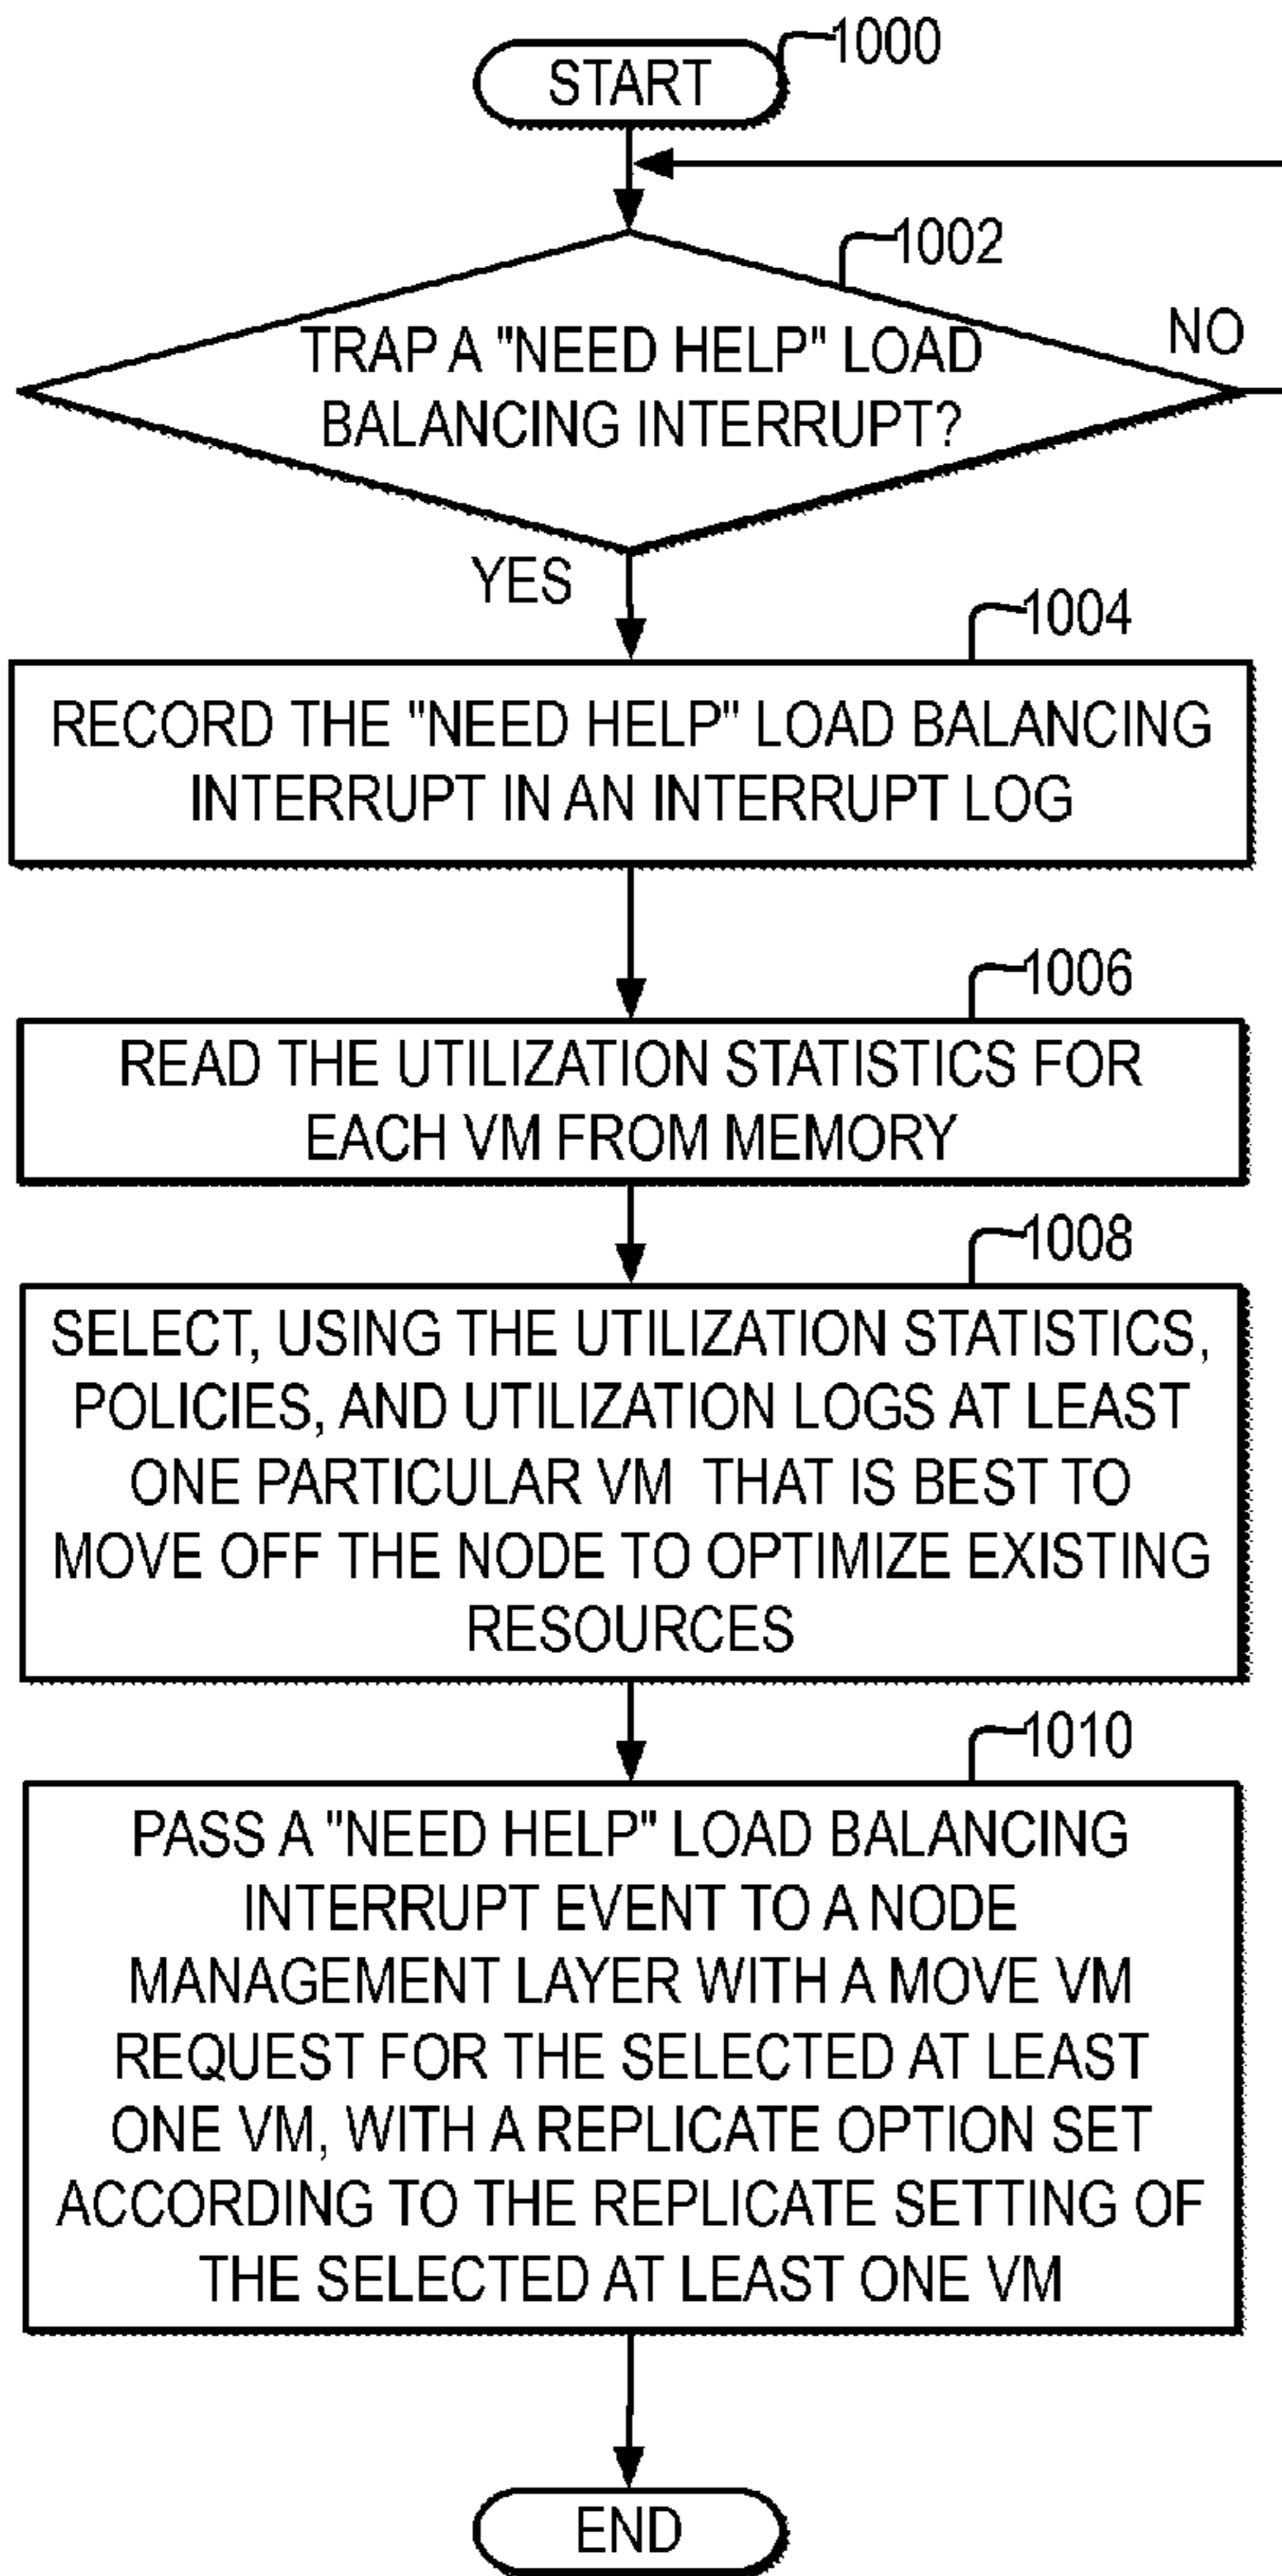 START
1000
1002
TRAP A "NEED HELP" LOAD
BALANCING INTERRUPT?
NO
YES
1004
RECORD THE "NEED HELP" LOAD BALANCING
INTERRUPT IN AN INTERRUPT LOG
1006
READ THE UTILIZATION STATISTICS FOR
EACH VM FROM MEMORY
1008
SELECT, USING THE UTILIZATION STATISTICS,
POLICIES, AND UTILIZATION LOGS AT LEAST
ONE PARTICULAR VM THAT IS BEST TO
MOVE OFF THE NODE TO OPTIMIZE EXISTING
RESOURCES
1010
PASS A "NEED HELP" LOAD BALANCING
INTERRUPT EVENT TO A NODE
MANAGEMENT LAYER WITH A MOVE VM
REQUEST FOR THE SELECTED AT LEAST
ONE VM, WITH A REPLICATE OPTION SET
ACCORDING TO THE REPLICATE SETTING OF
THE SELECTED AT LEAST ONE VM
END